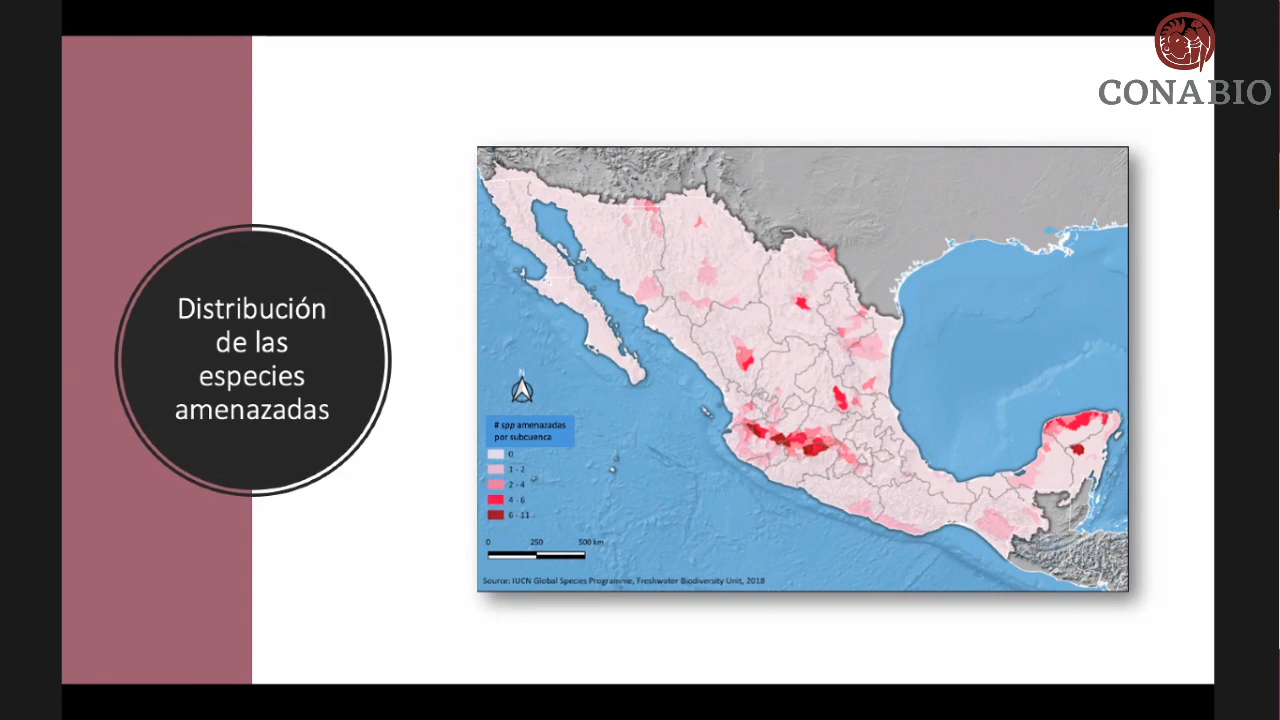 CONABIO
Distribución
de las
especies
amenazadas
N
# spp amenazadas
por subcuenca
0
1 - 2
2 - 4
4 - 6
6 - 11
0 250 500 km
Source: IUCN Global Species Programme, Freshwater Biodiversity Unit, 2018